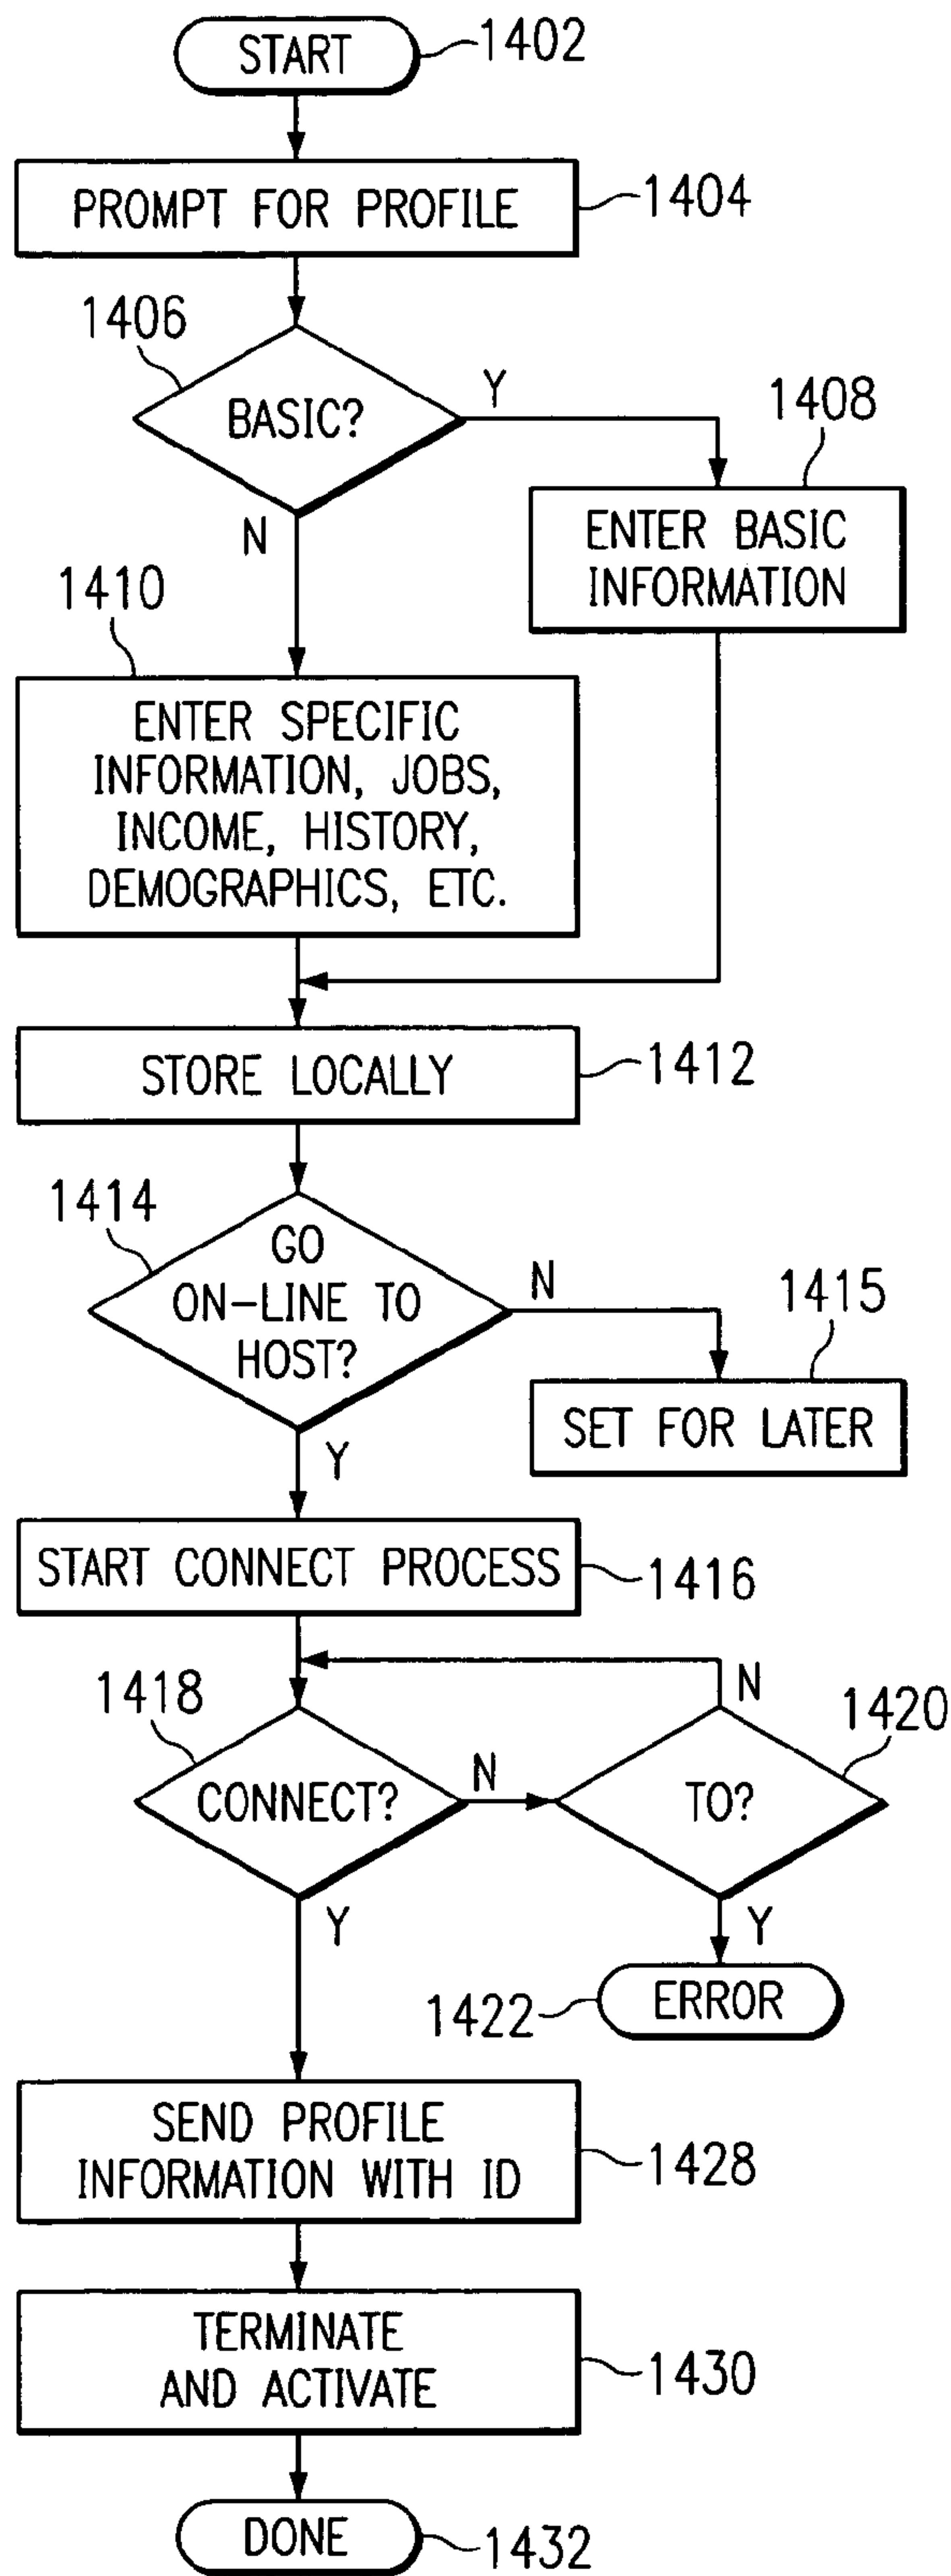 START
1402
PROMPT FOR PROFILE
1404
1406
BASIC?
Y
N
1408
ENTER BASIC
INFORMATION
1410
ENTER SPECIFIC
INFORMATION, JOBS,
INCOME, HISTORY,
DEMOGRAPHICS, ETC.
STORE LOCALLY
1412
1414
GO
ON-LINE TO
HOST?
N
Y
1415
SET FOR LATER
START CONNECT PROCESS
1416
1418
CONNECT?
N
Y
1420
TO?
N
Y
1422
ERROR
SEND PROFILE
INFORMATION WITH ID
1428
TERMINATE
AND ACTIVATE
1430
DONE
1432